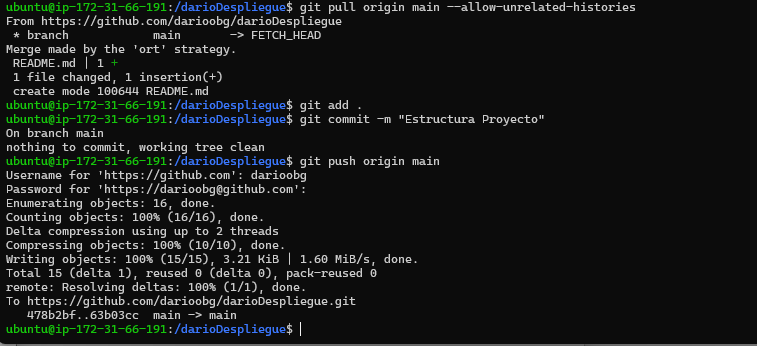 ubuntu@ip-172-31-66-191:/darioDespliegue$ git pull origin main --allow-unrelated-histories
From https://github.com/darioobg/darioDespliegue
 * branch            main       -> FETCH_HEAD
Merge made by the 'ort' strategy.
 README.md | 1 +
 1 file changed, 1 insertion(+)
 create mode 100644 README.md
ubuntu@ip-172-31-66-191:/darioDespliegue$ git add .
ubuntu@ip-172-31-66-191:/darioDespliegue$ git commit -m "Estructura Proyecto"
On branch main
nothing to commit, working tree clean
ubuntu@ip-172-31-66-191:/darioDespliegue$ git push origin main
Username for 'https://github.com': darioobg
Password for 'https://darioobg@github.com':
Enumerating objects: 16, done.
Counting objects: 100% (16/16), done.
Delta compression using up to 2 threads
Compressing objects: 100% (10/10), done.
Writing objects: 100% (15/15), 3.21 KiB | 1.60 MiB/s, done.
Total 15 (delta 1), reused 0 (delta 0), pack-reused 0
remote: Resolving deltas: 100% (1/1), done.
To https://github.com/darioobg/darioDespliegue.git
   478b2bf..63b03cc  main -> main
ubuntu@ip-172-31-66-191:/darioDespliegue$